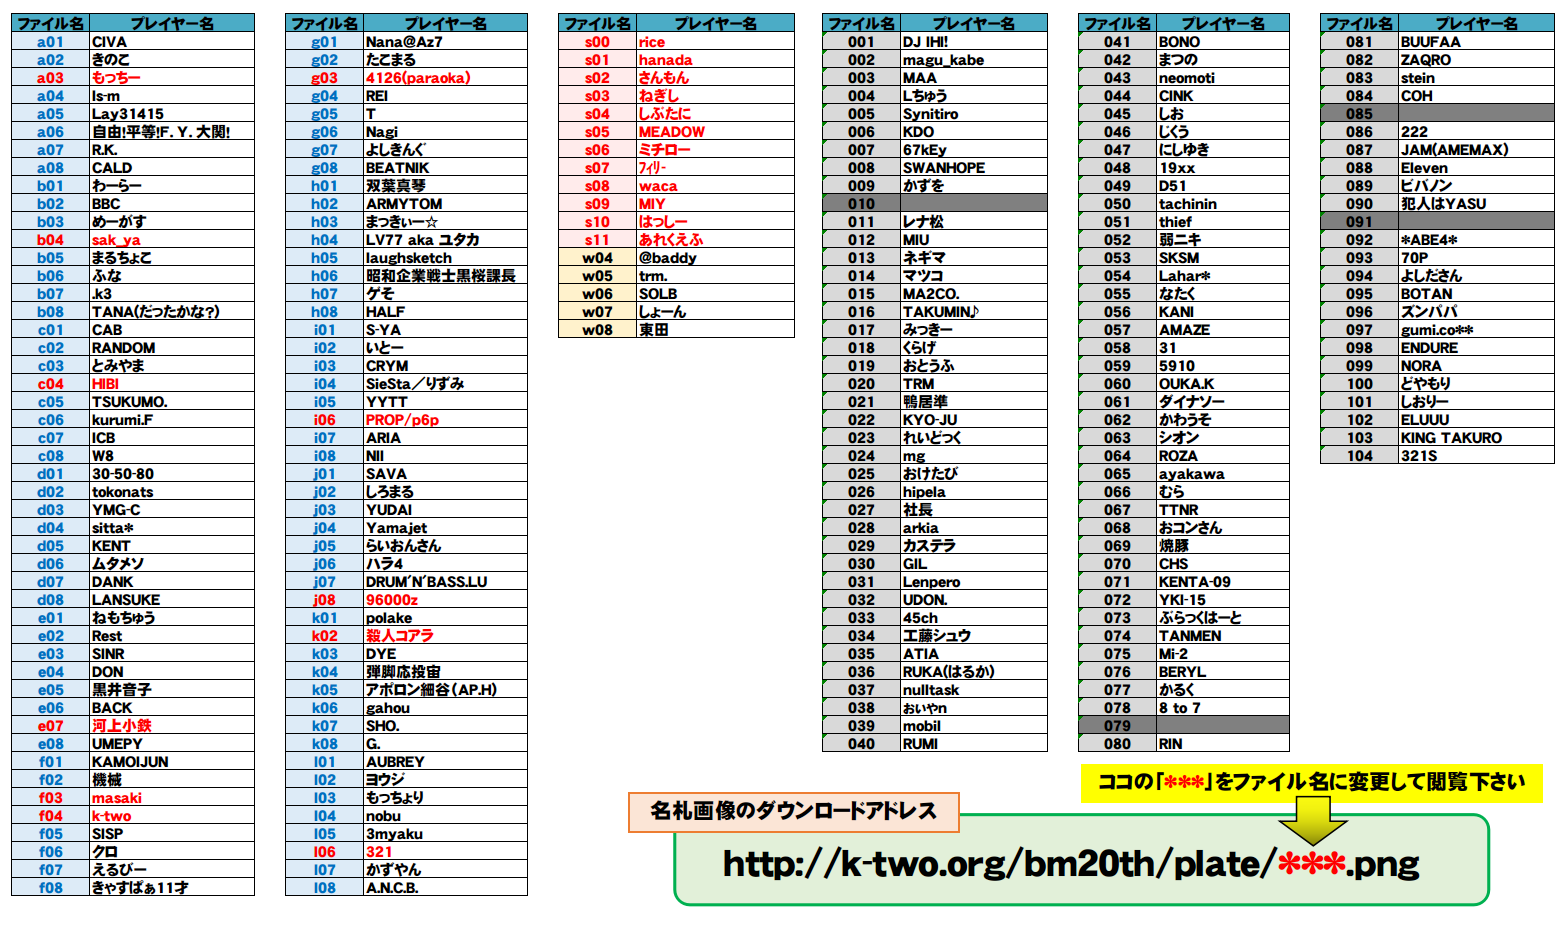 ファイル名 プレイヤー名
a01 CIVA
a02 きのこ
a03 もっちー
a04 ls-m
a05 Lay31415
a06 自由!平等!F.Y.大関!
a07 R.K.
a08 CALD
b01 わーらー
b02 BBC
b03 めーがす
b04 sak_ya
b05 まるちょこ
b06 ふな
b07 .k3
b08 TANA(だったかな?)
c01 CAB
c02 RANDOM
c03 とみやま
c04 HIBI
c05 TSUKUMO.
c06 kurumi.F
c07 ICB
c08 W8
d01 30-50-80
d02 tokonats
d03 YMG-C
d04 sitta*
d05 KENT
d06 ムタメソ
d07 DANK
d08 LANSUKE
e01 ねもちゅう
e02 Rest
e03 SINR
e04 DON
e05 黒井音子
e06 BACK
e07 河上小鉄
e08 UMEPY
f01 KAMOIJUN
f02 機械
f03 masaki
f04 k-two
f05 SISP
f06 クロ
f07 えるびー
f08 きゃすばぁ11才
ファイル名 プレイヤー名
g01 Nana@Az7
g02 たこまる
g03 4126(paraoka)
g04 REI
g05 T
g06 Nagi
g07 よしきんぐ
g08 BEATNIK
h01 双葉真琴
h02 ARMYTOM
h03 まっきぃー☆
h04 LV77 aka ユタカ
h05 laughsketch
h06 昭和企業戦士黒桜課長
h07 ゲそ
h08 HALF
i01 S-YA
i02 いとー
i03 CRYM
i04 SieSta／りずみ
i05 YYTT
i06 PROP/p6p
i07 ARIA
i08 NII
j01 SAVA
j02 しろまる
j03 YUDAI
j04 Yamajet
j05 らいおんさん
j06 ハラ4
j07 DRUM'N'BASS.LU
j08 96000z
k01 polake
k02 殺人コアラ
k03 DYE
k04 弾脚応投宙
k05 アポロン細谷(AP.H)
k06 gahou
k07 SHO.
k08 G.
l01 AUBREY
l02 ヨウジ
l03 もっちょり
l04 nobu
l05 3myaku
l06 321
l07 かずやん
l08 A.N.C.B.
ファイル名 プレイヤー名
s00 rice
s01 hanada
s02 さんもん
s03 ねぎし
s04 しぶたに
s05 MEADOW
s06 ミチロー
s07 ﾌｨﾘｰ
s08 waca
s09 MIY
s10 はっしー
s11 あれくえふ
w04 @baddy
w05 trm.
w06 SOLB
w07 しょーん
w08 東田
ファイル名 プレイヤー名
001 DJ IHI!
002 magu_kabe
003 MAA
004 Lちゅう
005 Synitiro
006 KDO
007 67kEy
008 SWANHOPE
009 かずを
010
011 レナ松
012 MIU
013 ネギマ
014 マツコ
015 MA2CO.
016 TAKUMIN♪
017 みっきー
018 くらげ
019 おとうふ
020 TRM
021 鴨居準
022 KYO-JU
023 れいどっく
024 mg
025 おけたび
026 hipela
027 社長
028 arkia
029 カステラ
030 GIL
031 Lenpero
032 UDON.
033 45ch
034 工藤シュウ
035 ATIA
036 RUKA(はるか)
037 nulltask
038 ぉぃゃn
039 mobil
040 RUMI
ファイル名 プレイヤー名
041 BONO
042 まつの
043 neomoti
044 CINK
045 しお
046 じくう
047 にしゆき
048 19xx
049 D51
050 tachinin
051 thief
052 弱ニキ
053 SKSM
054 Lahar*
055 なたく
056 KANI
057 AMAZE
058 31
059 5910
060 OUKA.K
061 ダイナソー
062 かわうそ
063 シオン
064 ROZA
065 ayakawa
066 むら
067 TTNR
068 おコンさん
069 焼豚
070 CHS
071 KENTA-09
072 YKI-15
073 ぶらっくはーと
074 TANMEN
075 Mi-2
076 BERYL
077 かるく
078 8 to 7
079
080 RIN
ファイル名 プレイヤー名
081 BUUFAA
082 ZAQRO
083 stein
084 COH
085
086 222
087 JAM(AMEMAX)
088 Eleven
089 ビバノン
090 犯人はYASU
091
092 *ABE4*
093 70P
094 よしださん
095 BOTAN
096 ズンパパ
097 gumi.co**
098 ENDURE
099 NORA
100 どやもり
101 しおりー
102 ELUUU
103 KING TAKURO
104 321S
ココの「***」をファイル名に変更して閲覧下さい
名札画像のダウンロードアドレス
http://k-two.org/bm20th/plate/***.png